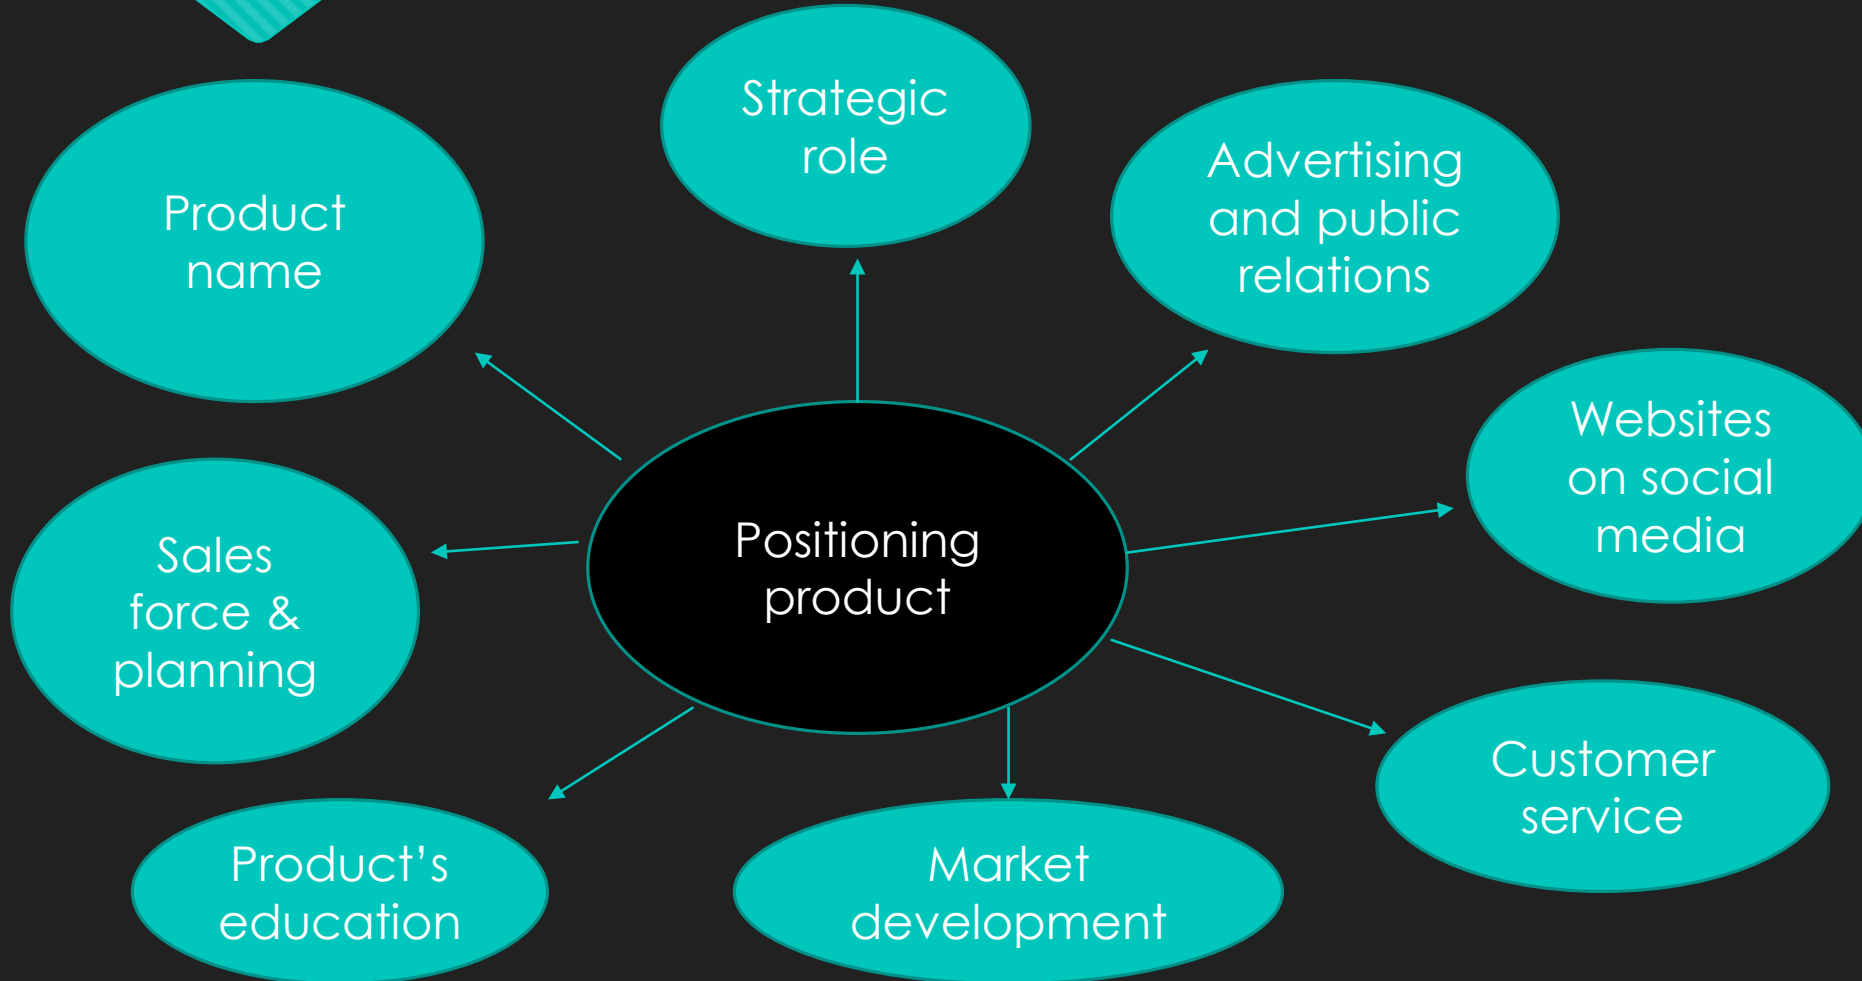 Strategic
role
Product
name
Advertising
and public
relations
Websites
on social
media
Sales
force &
planning
Positioning
product
Customer
service
Product’s
education
Market
development